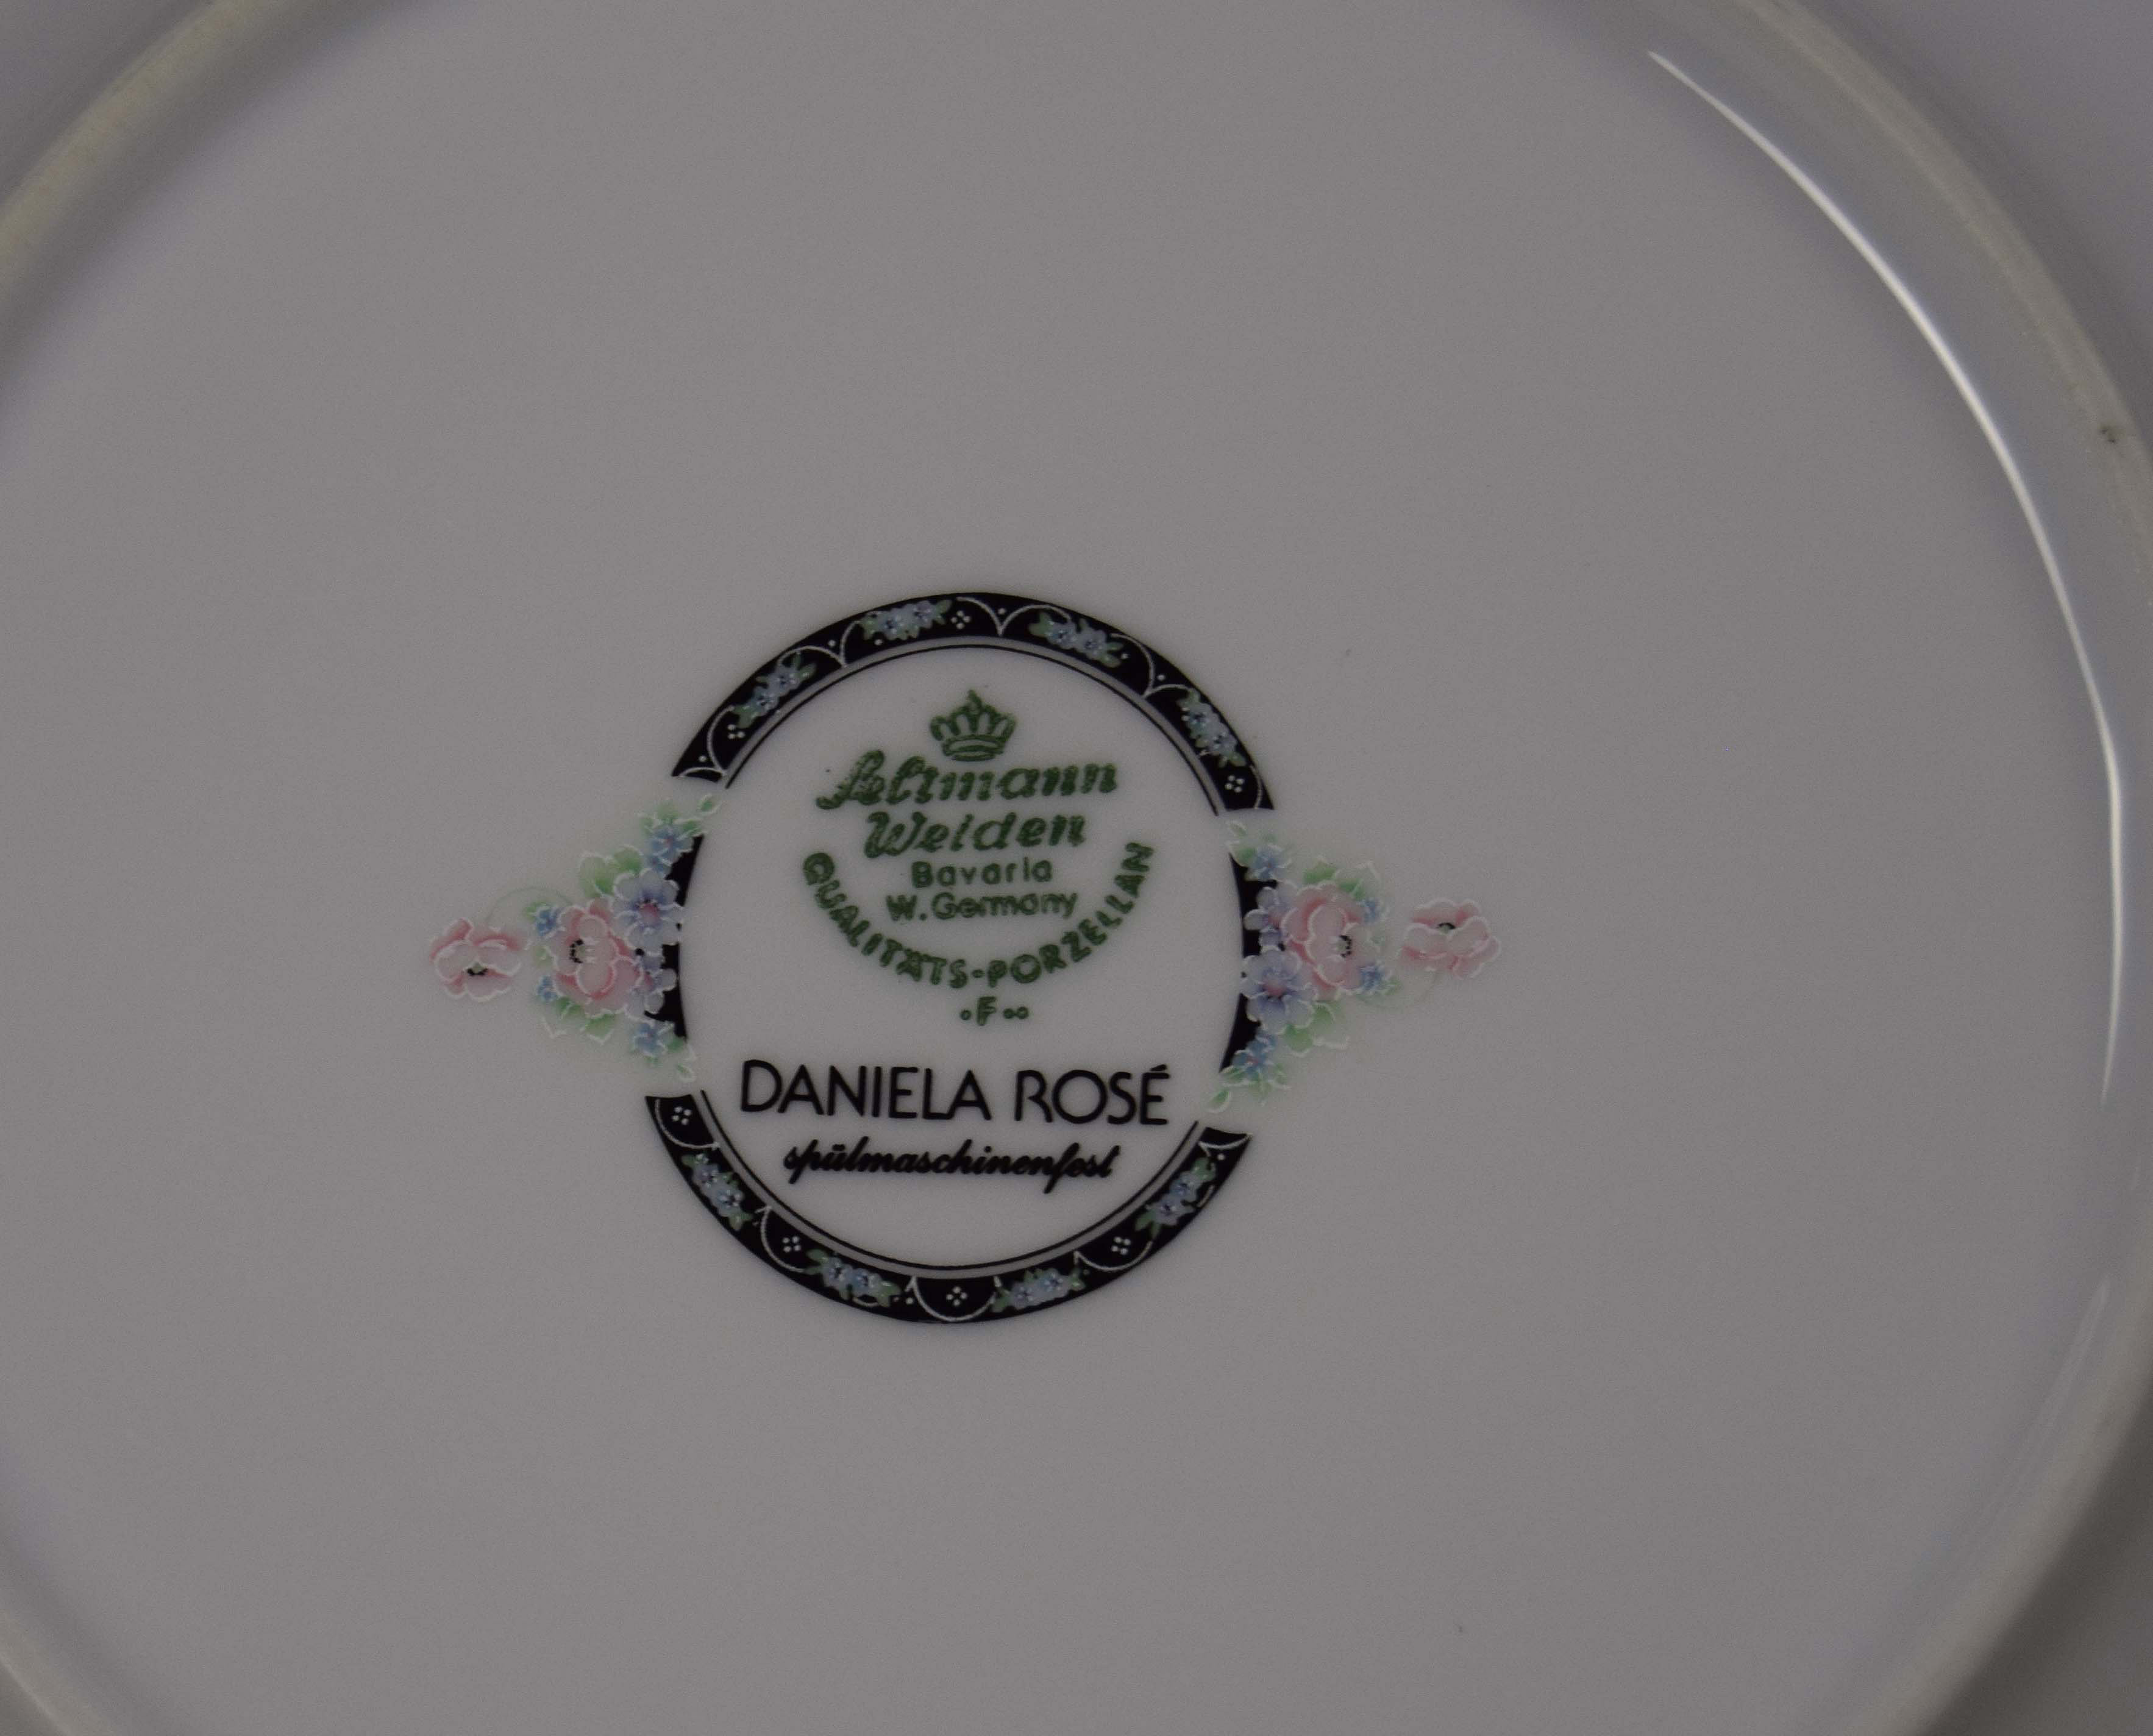 Seltmann
Weiden
Bavaria
W. Germany
QUALITÄTS-PORZELLAN
·F··
DANIELA ROSÉ
spülmaschinenfest